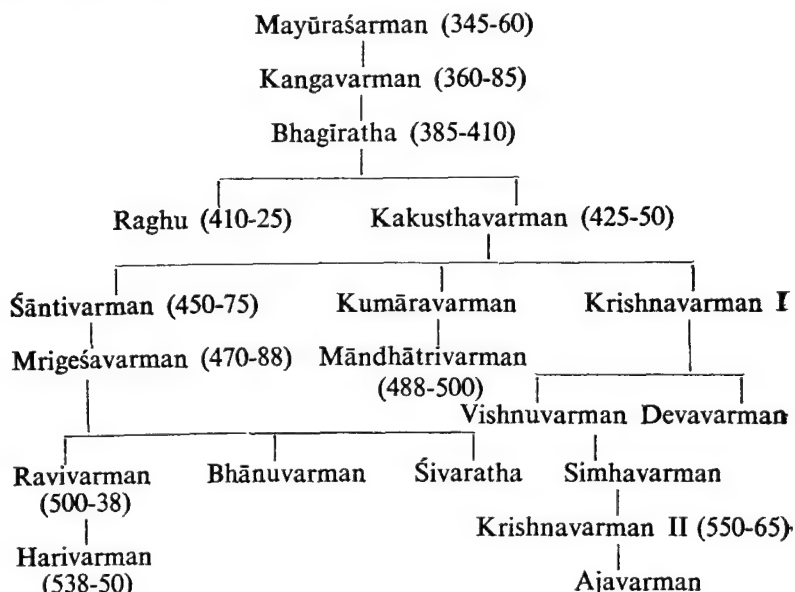 Mayūraśarman (345-60)
Kangavarman (360-85)
Bhagīratha (385-410)
Raghu (410-25) Kakusthavarman (425-50)
Śāntivarman (450-75) Kumāravarman Krishnavarman I
Mrigeśavarman (470-88) Māndhātrivarman
(488-500)
Vishnuvarman Devavarman
Ravivarman Bhānuvarman Śivaratha Simhavarman
(500-38)
Krishnavarman II (550-65)
Harivarman
(538-50) Ajavarman